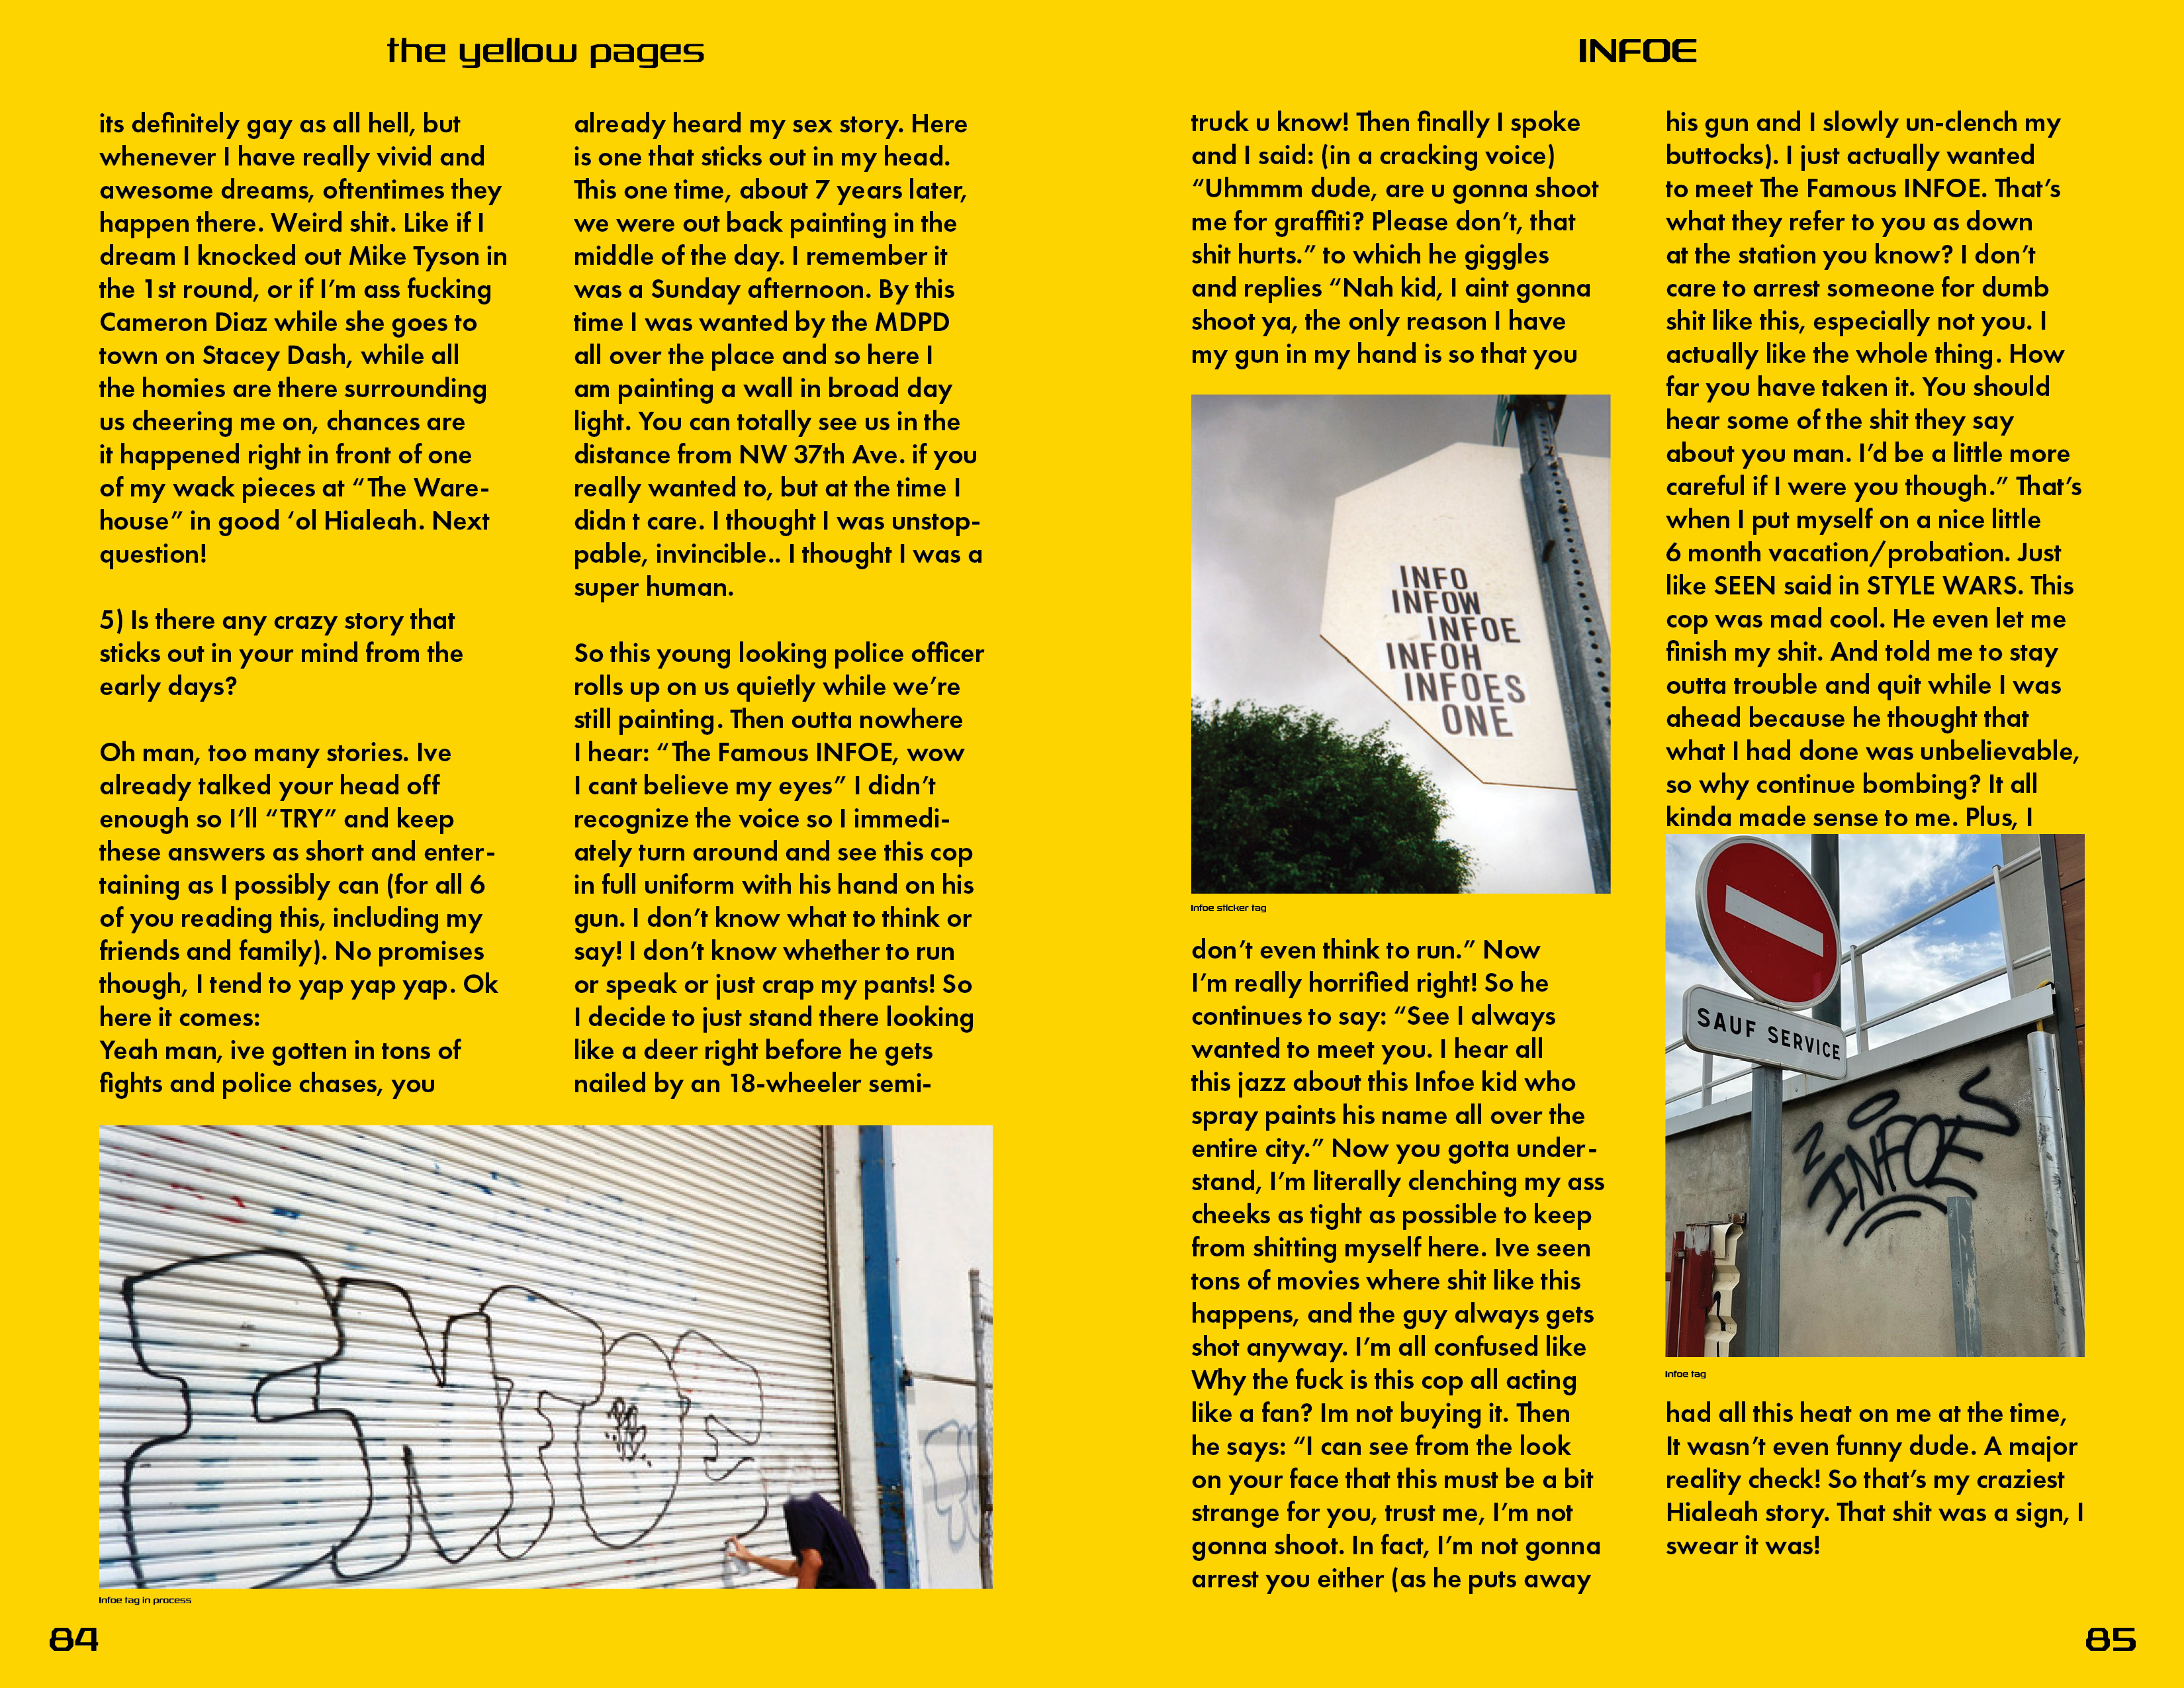 the yellow pages
its definitely gay as all hell, but
whenever I have really vivid and
awesome dreams, oftentimes they
happen there. Weird shit. Like if I
dream I knocked out Mike Tyson in
the 1st round, or if I’m ass fucking
Cameron Diaz while she goes to
town on Stacey Dash, while all
the homies are there surrounding
us cheering me on, chances are
it happened right in front of one
of my wack pieces at “The Ware-
house” in good ‘ol Hialeah. Next
question!
5) Is there any crazy story that
sticks out in your mind from the
early days?
Oh man, too many stories. Ive
already talked your head off
enough so I’ll “TRY” and keep
these answers as short and enter-
taining as I possibly can (for all 6
of you reading this, including my
friends and family). No promises
though, I tend to yap yap yap. Ok
here it comes:
Yeah man, ive gotten in tons of
fights and police chases, you
already heard my sex story. Here
is one that sticks out in my head.
This one time, about 7 years later,
we were out back painting in the
middle of the day. I remember it
was a Sunday afternoon. By this
time I was wanted by the MDPD
all over the place and so here I
am painting a wall in broad day
light. You can totally see us in the
distance from NW 37th Ave. if you
really wanted to, but at the time I
didn t care. I thought I was unstop-
pable, invincible.. I thought I was a
super human.
So this young looking police officer
rolls up on us quietly while we’re
still painting. Then outta nowhere
I hear: “The Famous INFOE, wow
I cant believe my eyes” I didn’t
recognize the voice so I immedi-
ately turn around and see this cop
in full uniform with his hand on his
gun. I don’t know what to think or
say! I don’t know whether to run
or speak or just crap my pants! So
I decide to just stand there looking
like a deer right before he gets
nailed by an 18-wheeler semi-
INFOE
Infoe tag in process
84
INFOE
truck u know! Then finally I spoke
and I said: (in a cracking voice)
“Uhmmm dude, are u gonna shoot
me for graffiti? Please don’t, that
shit hurts.” to which he giggles
and replies “Nah kid, I aint gonna
shoot ya, the only reason I have
my gun in my hand is so that you
INFO
INFOW
INFOE
INFOH
INFOES
ONE
Infoe sticker tag
don’t even think to run.” Now
I’m really horrified right! So he
continues to say: “See I always
wanted to meet you. I hear all
this jazz about this Infoe kid who
spray paints his name all over the
entire city.” Now you gotta under-
stand, I’m literally clenching my ass
cheeks as tight as possible to keep
from shitting myself here. Ive seen
tons of movies where shit like this
happens, and the guy always gets
shot anyway. I’m all confused like
Why the fuck is this cop all acting
like a fan? Im not buying it. Then
he says: “I can see from the look
on your face that this must be a bit
strange for you, trust me, I’m not
gonna shoot. In fact, I’m not gonna
arrest you either (as he puts away
his gun and I slowly un-clench my
buttocks). I just actually wanted
to meet The Famous INFOE. That’s
what they refer to you as down
at the station you know? I don’t
care to arrest someone for dumb
shit like this, especially not you. I
actually like the whole thing. How
far you have taken it. You should
hear some of the shit they say
about you man. I’d be a little more
careful if I were you though.” That’s
when I put myself on a nice little
6 month vacation/probation. Just
like SEEN said in STYLE WARS. This
cop was mad cool. He even let me
finish my shit. And told me to stay
outta trouble and quit while I was
ahead because he thought that
what I had done was unbelievable,
so why continue bombing? It all
kinda made sense to me. Plus, I
SAUF SERVICE
INFOES
Infoe tag
had all this heat on me at the time,
It wasn’t even funny dude. A major
reality check! So that’s my craziest
Hialeah story. That shit was a sign, I
swear it was!
85